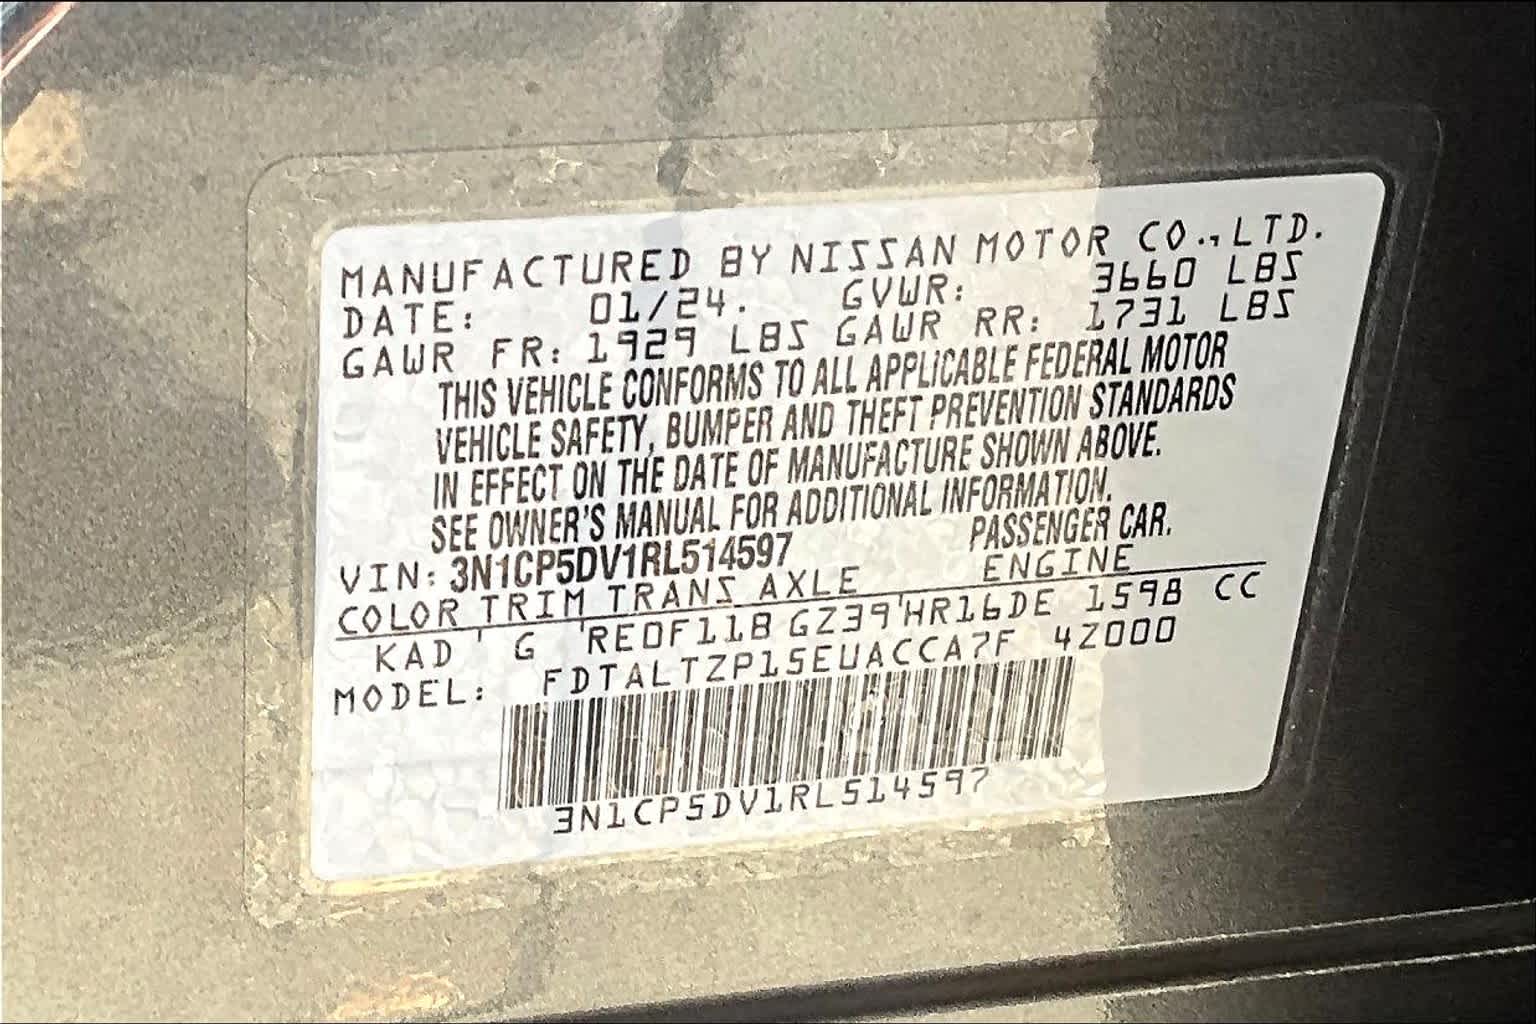 MANUFACTURED BY NISSAN MOTOR CO., LTD.
DATE: 01/24. GVWR: 3660 LBS
GAWR FR: 1929 LBS GAWR RR: 1731 LBS
THIS VEHICLE CONFORMS TO ALL APPLICABLE FEDERAL MOTOR
VEHICLE SAFETY, BUMPER AND THEFT PREVENTION STANDARDS
IN EFFECT ON THE DATE OF MANUFACTURE SHOWN ABOVE.
SEE OWNER'S MANUAL FOR ADDITIONAL INFORMATION.
VIN: 3N1CP5DV1RL514597 PASSENGER CAR.
COLOR TRIM TRANS AXLE ENGINE
KAD ' G 'RE0F11B GZ39'HR16DE 1598 CC
MODEL: FDTALTZP15EUACCA7F 4Z000
3N1CP5DV1RL514597